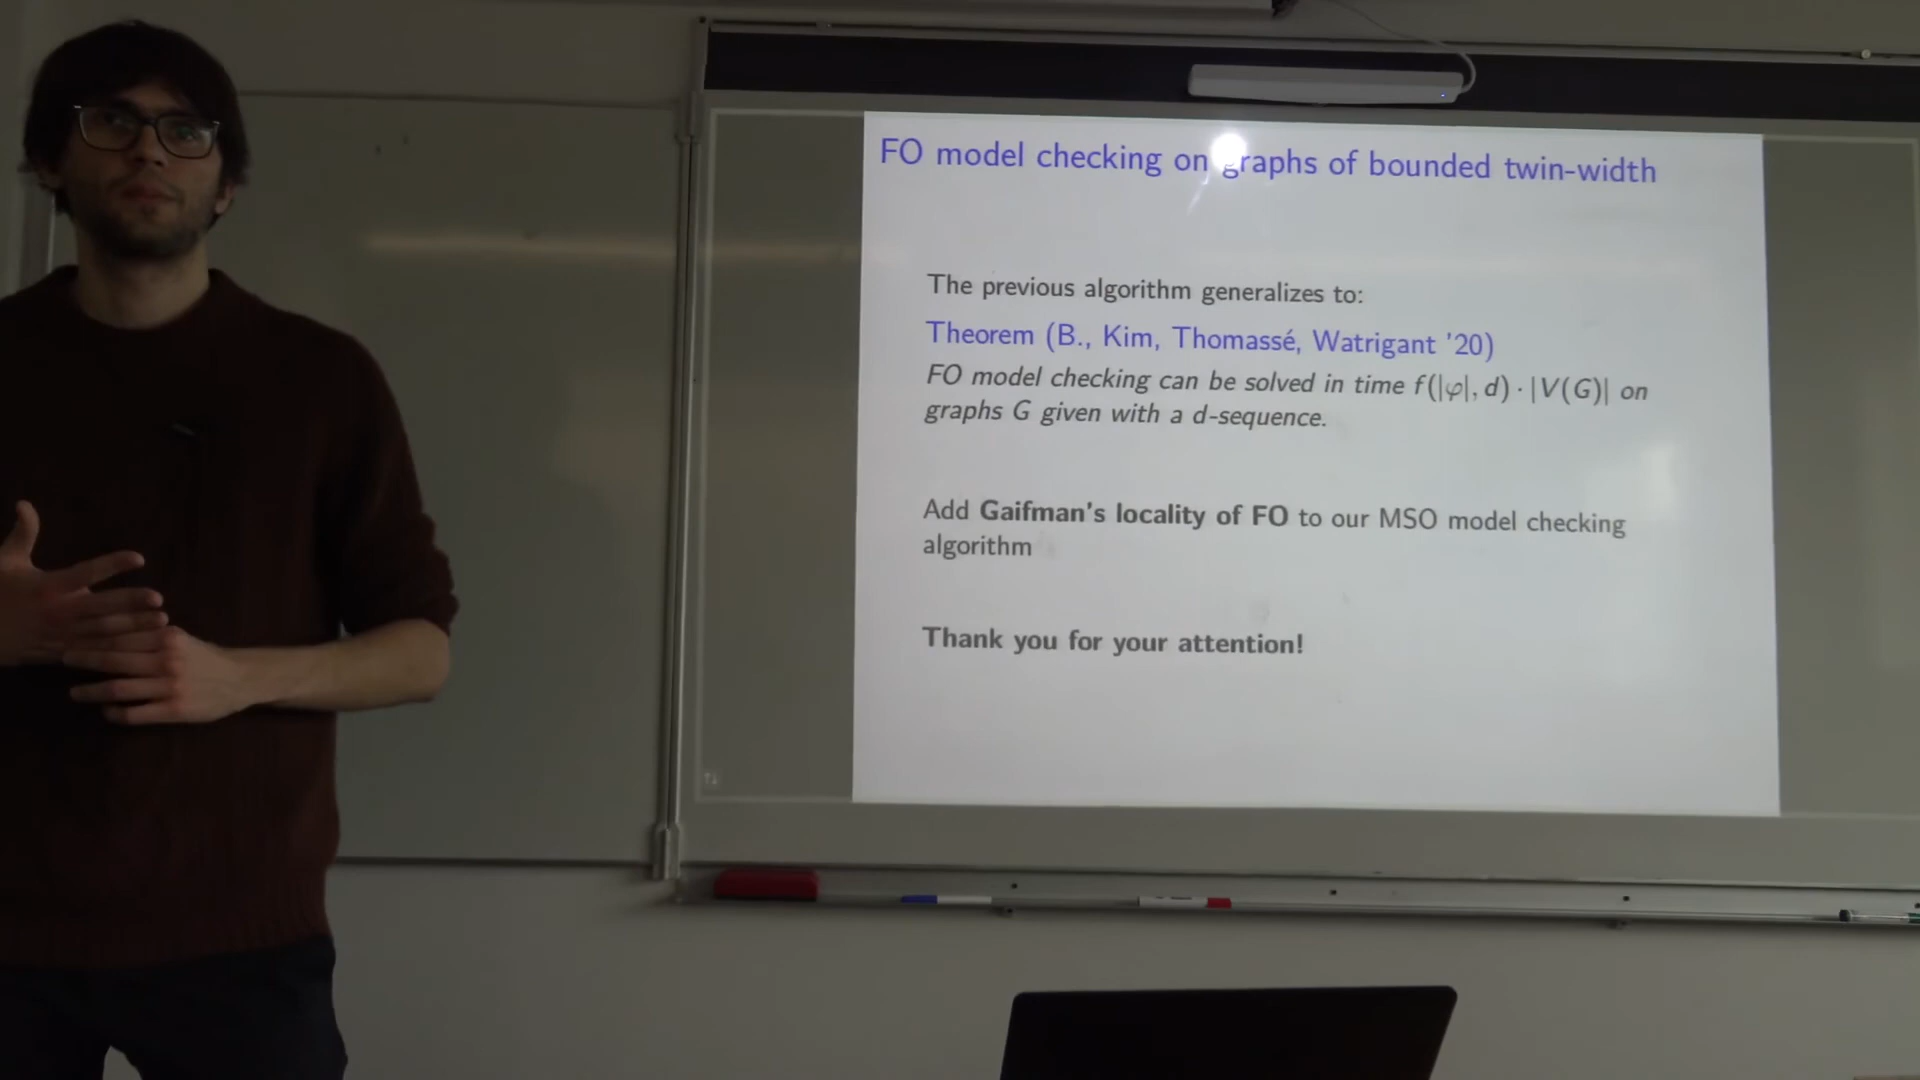 FO model checking on graphs of bounded twin-width
The previous algorithm generalizes to:
Theorem (B., Kim, Thomassé, Watrigant '20)
FO model checking can be solved in time f(|φ|, d) · |V(G)| on
graphs G given with a d-sequence.
Add Gaifman's locality of FO to our MSO model checking
algorithm
Thank you for your attention!